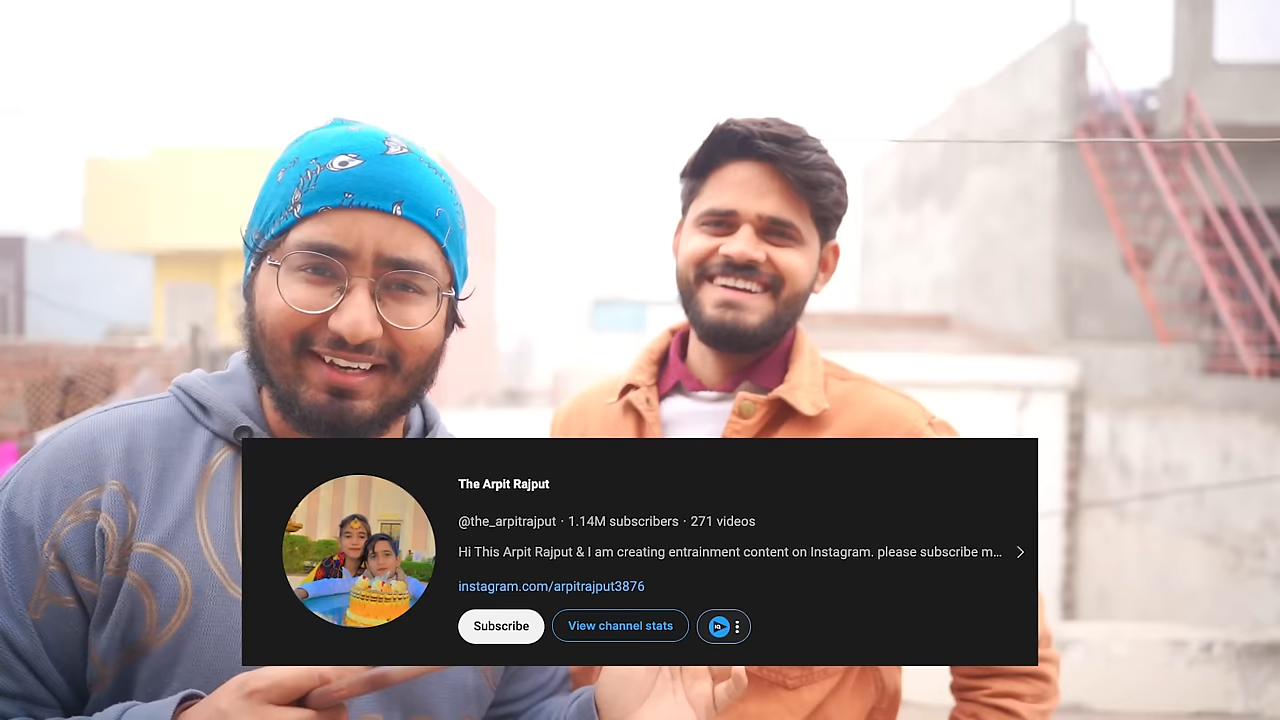 The Arpit Rajput
@the_arpitrajput · 1.14M subscribers · 271 videos
Hi This Arpit Rajput & I am creating entrainment content on Instagram. please subscribe m...
instagram.com/arpitrajput3876
Subscribe
View channel stats
IQ